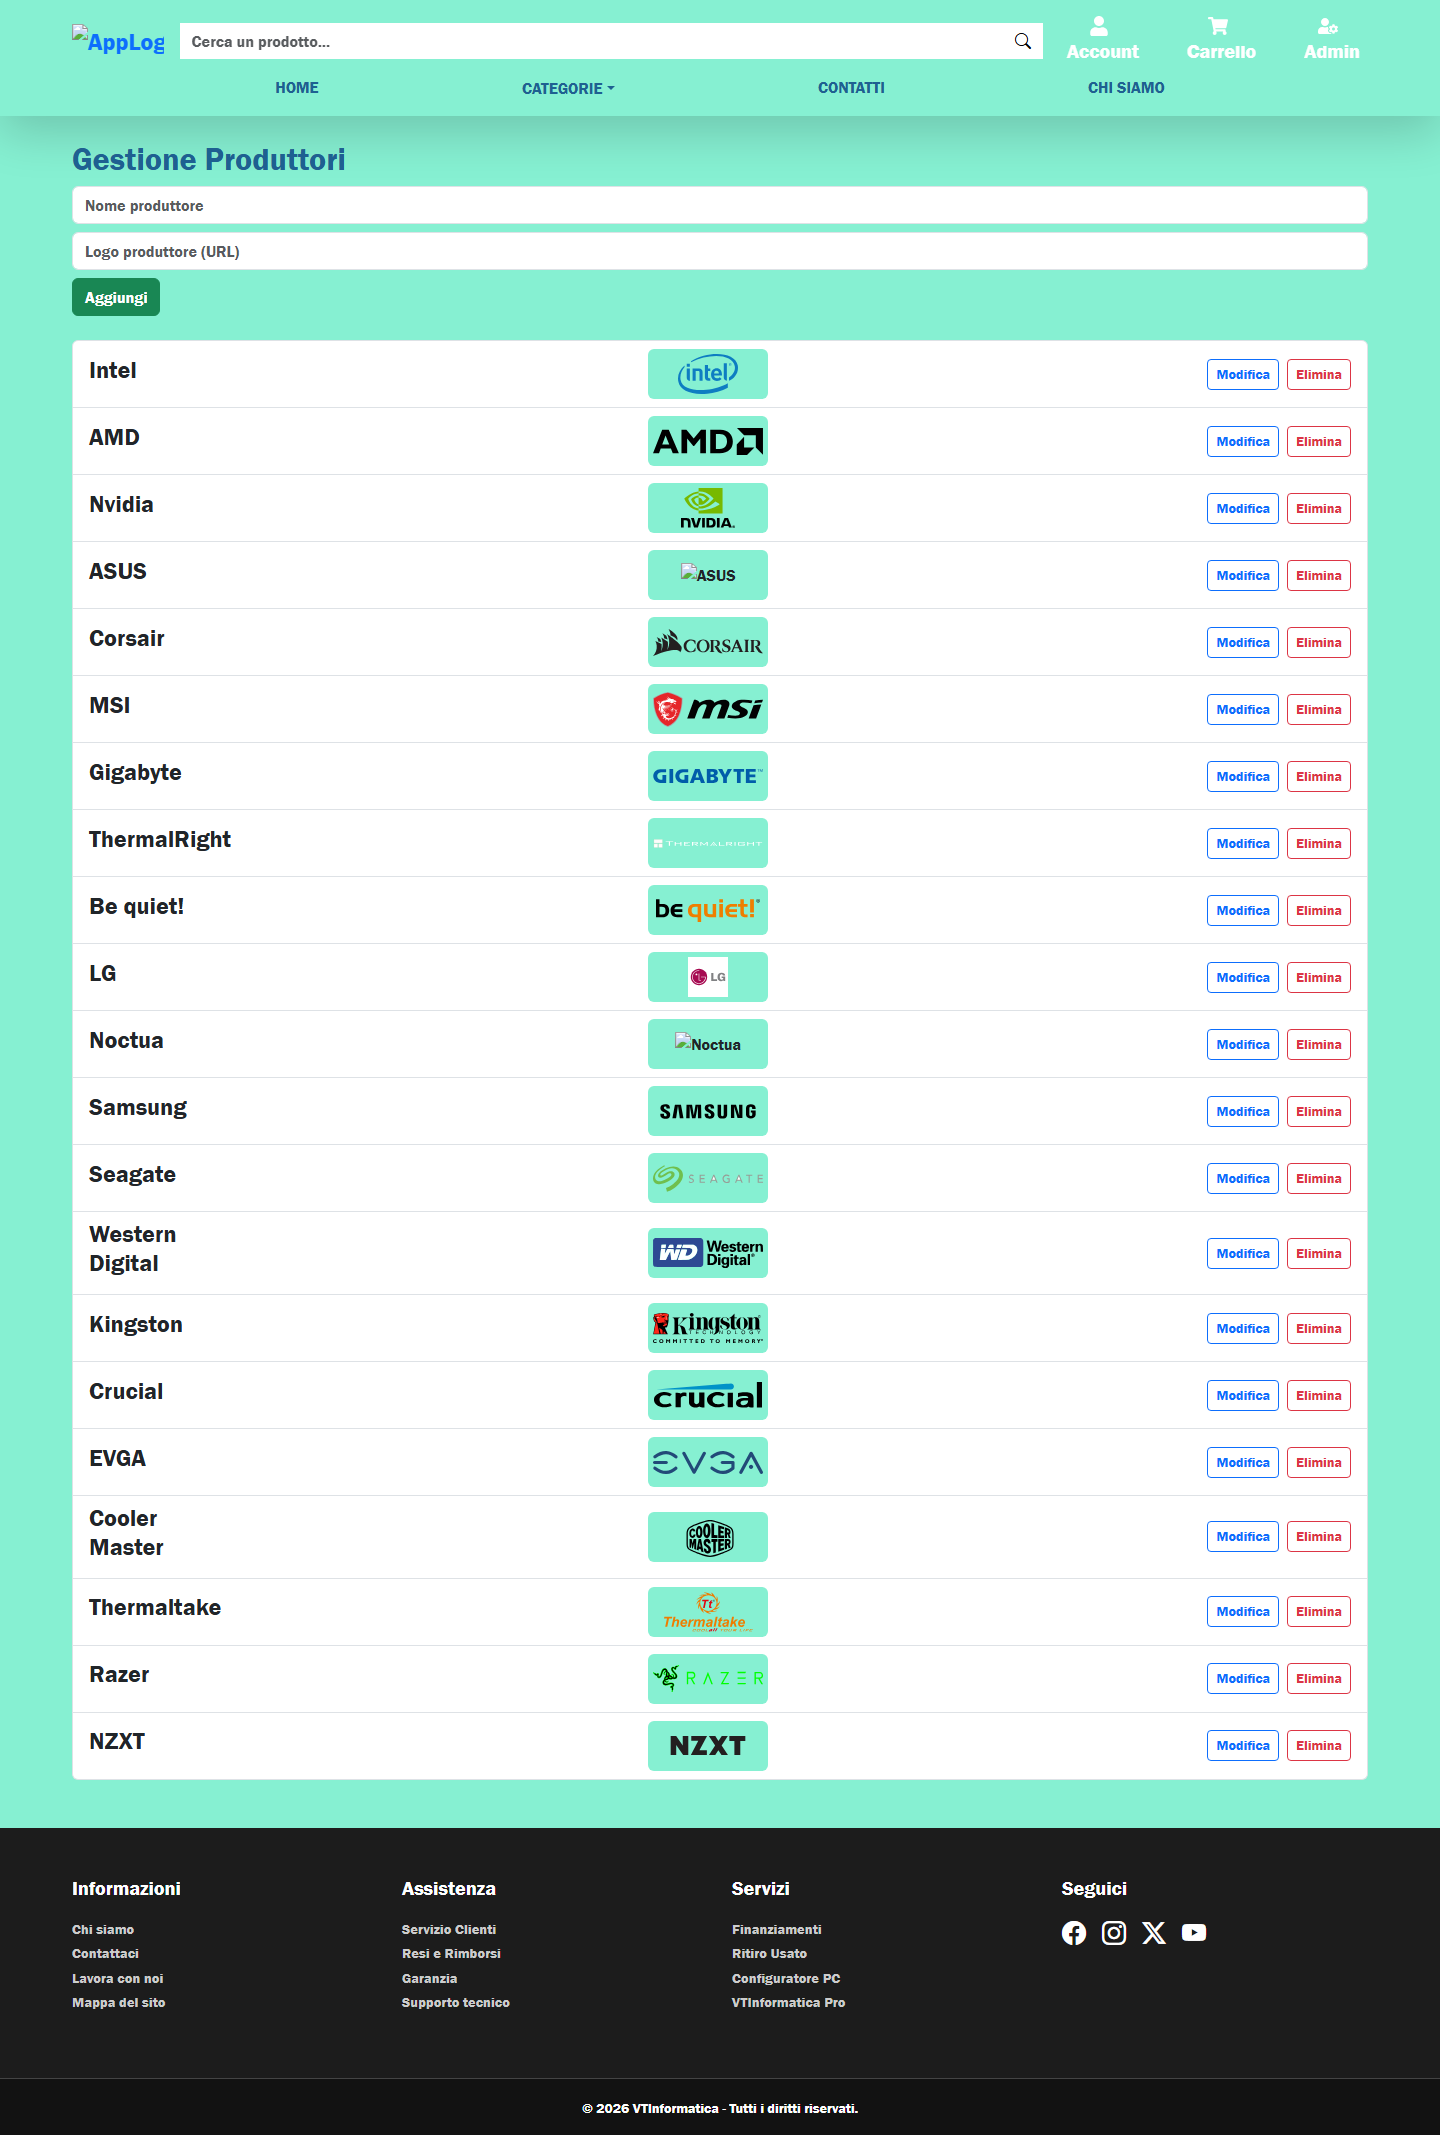 AppLog
Cerca un prodotto...
Account
Carrello
Admin
HOME
CATEGORIE
CONTATTI
CHI SIAMO
Gestione Produttori
Nome produttore
Logo produttore (URL)
Aggiungi
Intel
intel
Modifica
Elimina
AMD
AMD
Modifica
Elimina
Nvidia
NVIDIA.
Modifica
Elimina
ASUS
ASUS
Modifica
Elimina
Corsair
CORSAIR
Modifica
Elimina
MSI
msi
Modifica
Elimina
Gigabyte
GIGABYTE™
Modifica
Elimina
ThermalRight
THERMALRIGHT
Modifica
Elimina
Be quiet!
be quiet!®
Modifica
Elimina
LG
LG
Modifica
Elimina
Noctua
Noctua
Modifica
Elimina
Samsung
SAMSUNG
Modifica
Elimina
Seagate
SEAGATE
Modifica
Elimina
Western
Digital
WD Western
Digital®
Modifica
Elimina
Kingston
Kingston
TECHNOLOGY
COMMITTED TO MEMORY
Modifica
Elimina
Crucial
crucial
Modifica
Elimina
EVGA
EVGA
Modifica
Elimina
Cooler
Master
COOLER
MASTER
Modifica
Elimina
Thermaltake
Tt
Thermaltake
Modifica
Elimina
Razer
RAZER
Modifica
Elimina
NZXT
NZXT
Modifica
Elimina
Informazioni
Chi siamo
Contattaci
Lavora con noi
Mappa del sito
Assistenza
Servizio Clienti
Resi e Rimborsi
Garanzia
Supporto tecnico
Servizi
Finanziamenti
Ritiro Usato
Configuratore PC
VTInformatica Pro
Seguici
© 2026 VTInformatica - Tutti i diritti riservati.